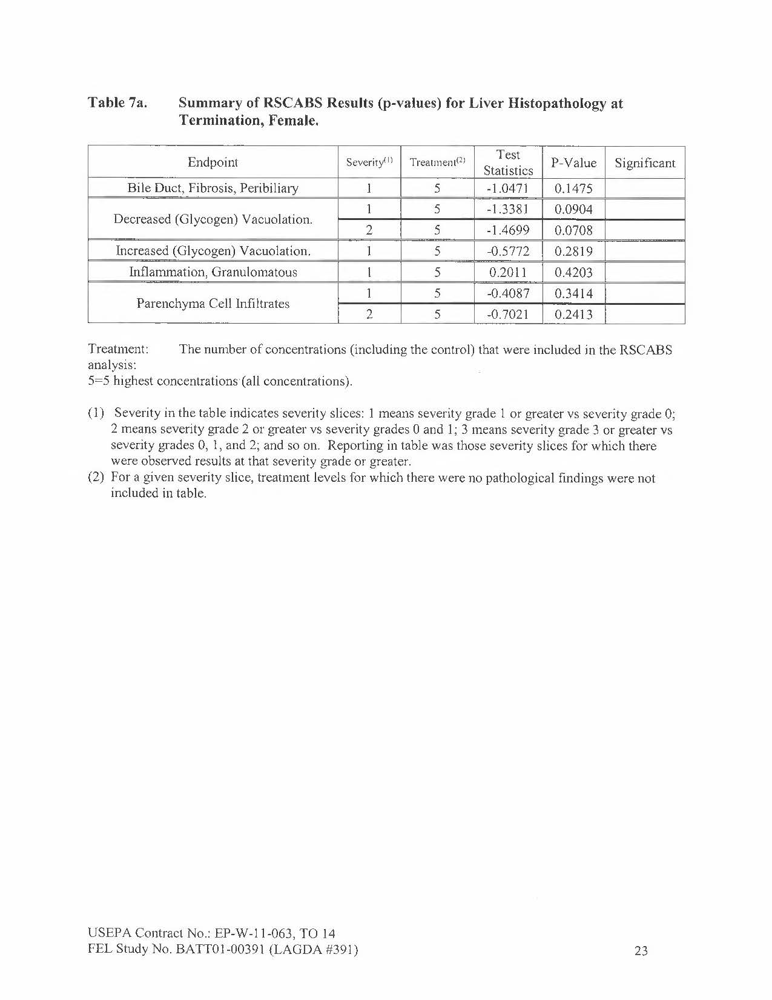 Table 7a. Summary of RSCABS Results (p-values) for Liver Histopathology at
Termination, Female.
Endpoint Severity(1) Treatment(2) Test Statistics P-Value Significant
Bile Duct, Fibrosis, Peribiliary 1 5 -1.0471 0.1475
Decreased (Glycogen) Vacuolation. 1 5 -1.3381 0.0904
2 5 -1.4699 0.0708
Increased (Glycogen) Vacuolation. 1 5 -0.5772 0.2819
Inflammation, Granulomatous 1 5 0.2011 0.4203
Parenchyma Cell Infiltrates 1 5 -0.4087 0.3414
2 5 -0.7021 0.2413
Treatment: The number of concentrations (including the control) that were included in the RSCABS
analysis:
5=5 highest concentrations (all concentrations).
(1) Severity in the table indicates severity slices: 1 means severity grade 1 or greater vs severity grade 0;
2 means severity grade 2 or greater vs severity grades 0 and 1; 3 means severity grade 3 or greater vs
severity grades 0, 1, and 2; and so on. Reporting in table was those severity slices for which there
were observed results at that severity grade or greater.
(2) For a given severity slice, treatment levels for which there were no pathological findings were not
included in table.
USEPA Contract No.: EP-W-11-063, TO 14
FEL Study No. BATT01-00391 (LAGDA #391) 23